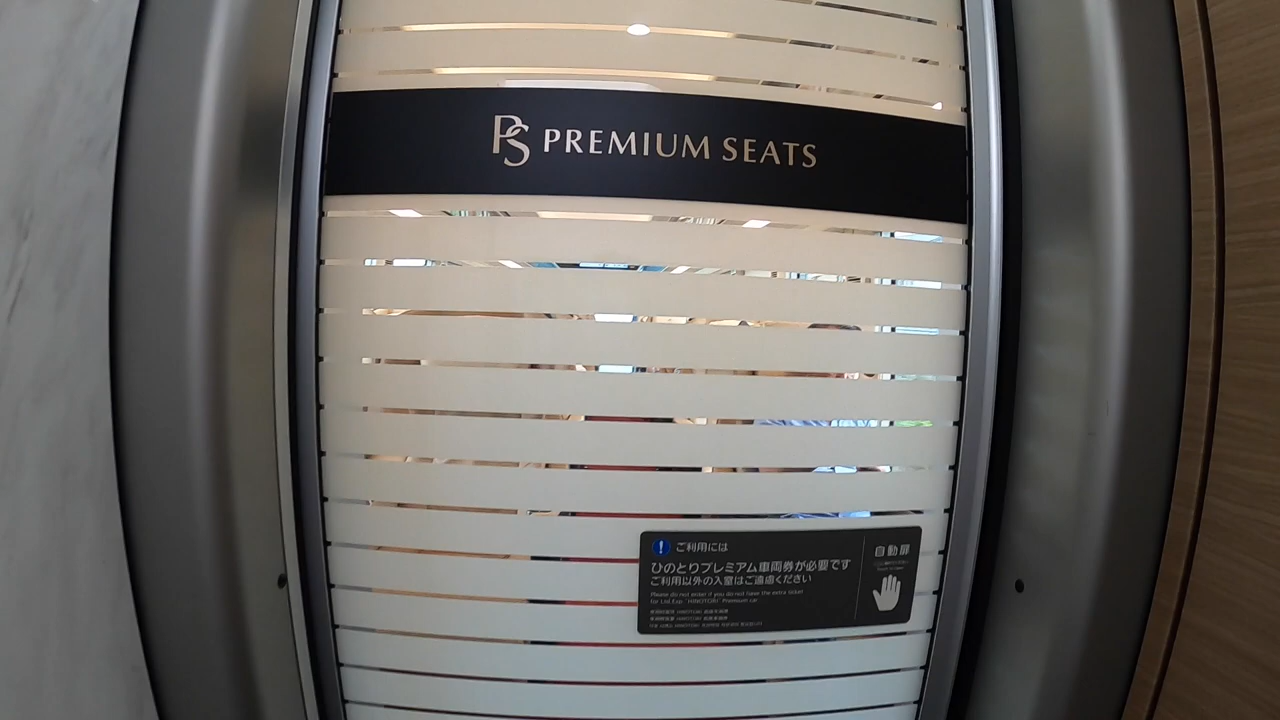 PS PREMIUM SEATS
ご利用には
ひのとりプレミアム車両券が必要です
ご利用以外の入室はご遠慮ください
Please do not enter if you do not have the extra ticket
for Ltd.Exp. "HINOTORI" Premium car
自動扉